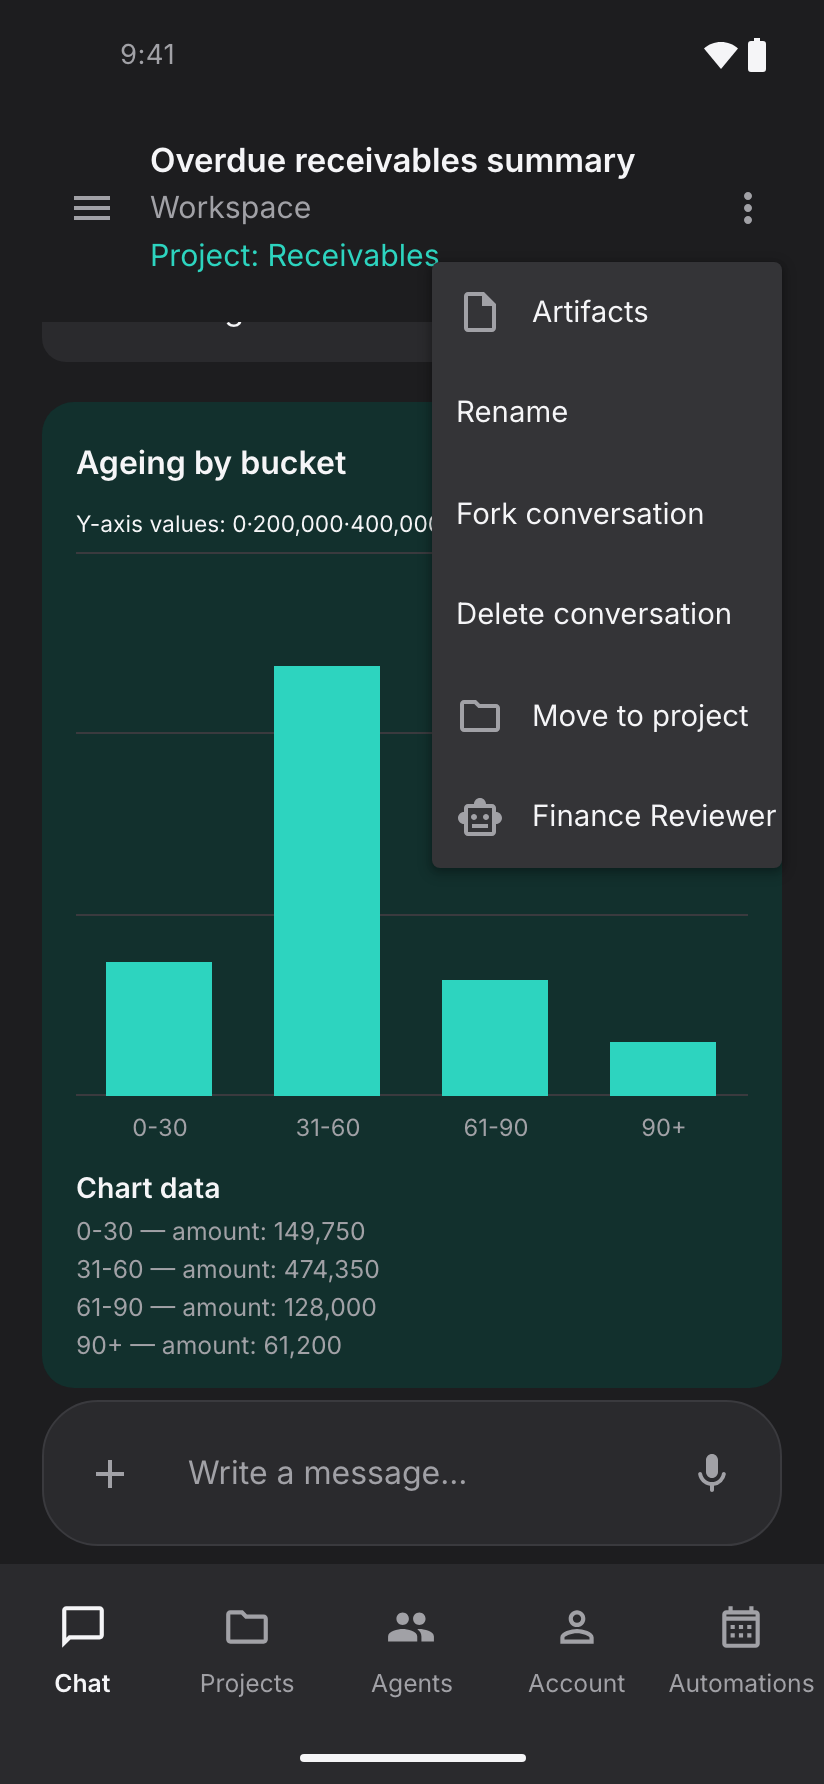 9:41
Overdue receivables summary
Workspace
Project: Receivables
Artifacts
Rename
Fork conversation
Delete conversation
Move to project
Finance Reviewer
Ageing by bucket
Y-axis values: 0·200,000·400,000
0-30
31-60
61-90
90+
Chart data
0-30 — amount: 149,750
31-60 — amount: 474,350
61-90 — amount: 128,000
90+ — amount: 61,200
Write a message...
Chat
Projects
Agents
Account
Automations